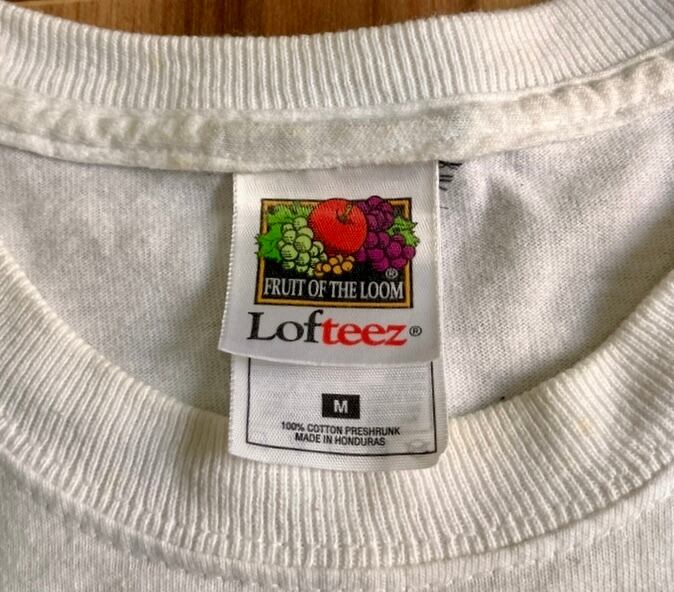 ®
FRUIT OF THE LOOM
Lofteez®
M
100% COTTON PRESHRUNK
MADE IN HONDURAS